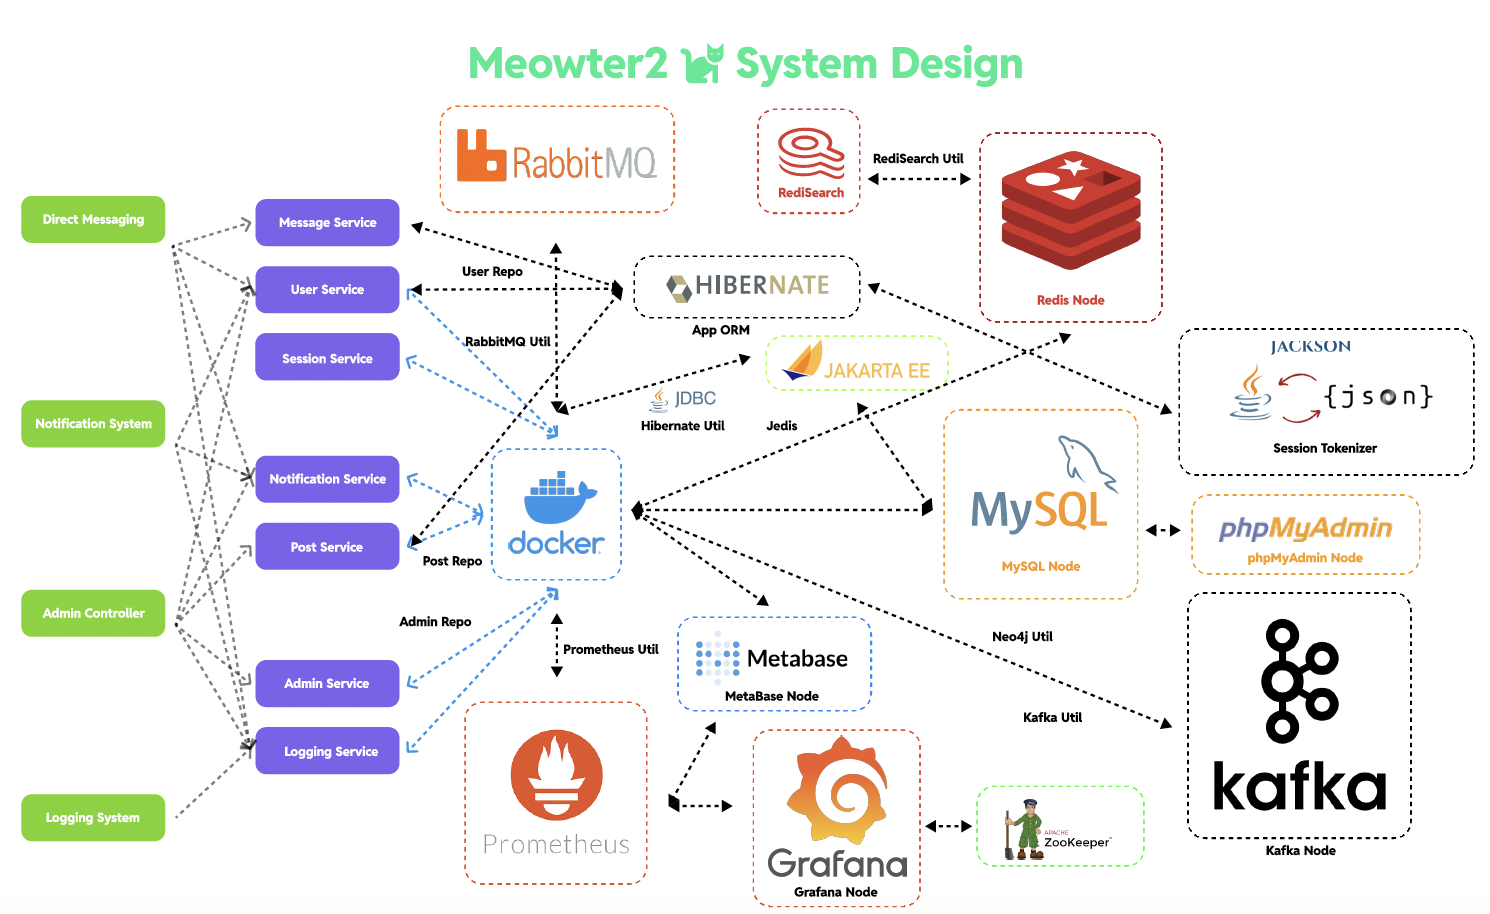 Meowter2 System Design
RabbitMQ
RediSearch
RediSearch Util
Redis Node
Direct Messaging
Message Service
User Service
Session Service
User Repo
RabbitMQ Util
HIBERNATE
App ORM
JAKARTA EE
JDBC
Hibernate Util
Jedis
JACKSON
{json}
Session Tokenizer
Notification System
Notification Service
Post Service
Post Repo
docker
MySQL
MySQL Node
phpMyAdmin
phpMyAdmin Node
Admin Controller
Admin Repo
Admin Service
Logging Service
Logging System
Prometheus Util
Prometheus
Metabase
MetaBase Node
Neo4j Util
Kafka Util
Grafana
Grafana Node
APACHE
ZooKeeper™
kafka
Kafka Node